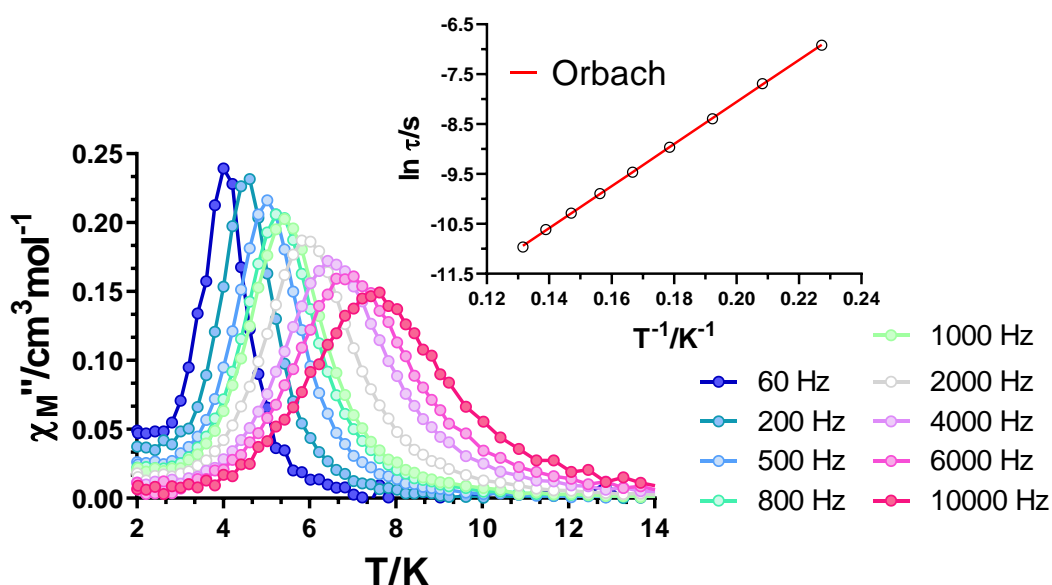 -6.5
-7.5
-8.5
-9.5
-10.5
-11.5
ln τ/s
Orbach
0.12 0.14 0.16 0.18 0.20 0.22 0.24
T⁻¹/K⁻¹
0.25
0.20
0.15
0.10
0.05
0.00
χM''/cm³mol⁻¹
2 4 6 8 10 12 14
T/K
60 Hz
200 Hz
500 Hz
800 Hz
1000 Hz
2000 Hz
4000 Hz
6000 Hz
10000 Hz